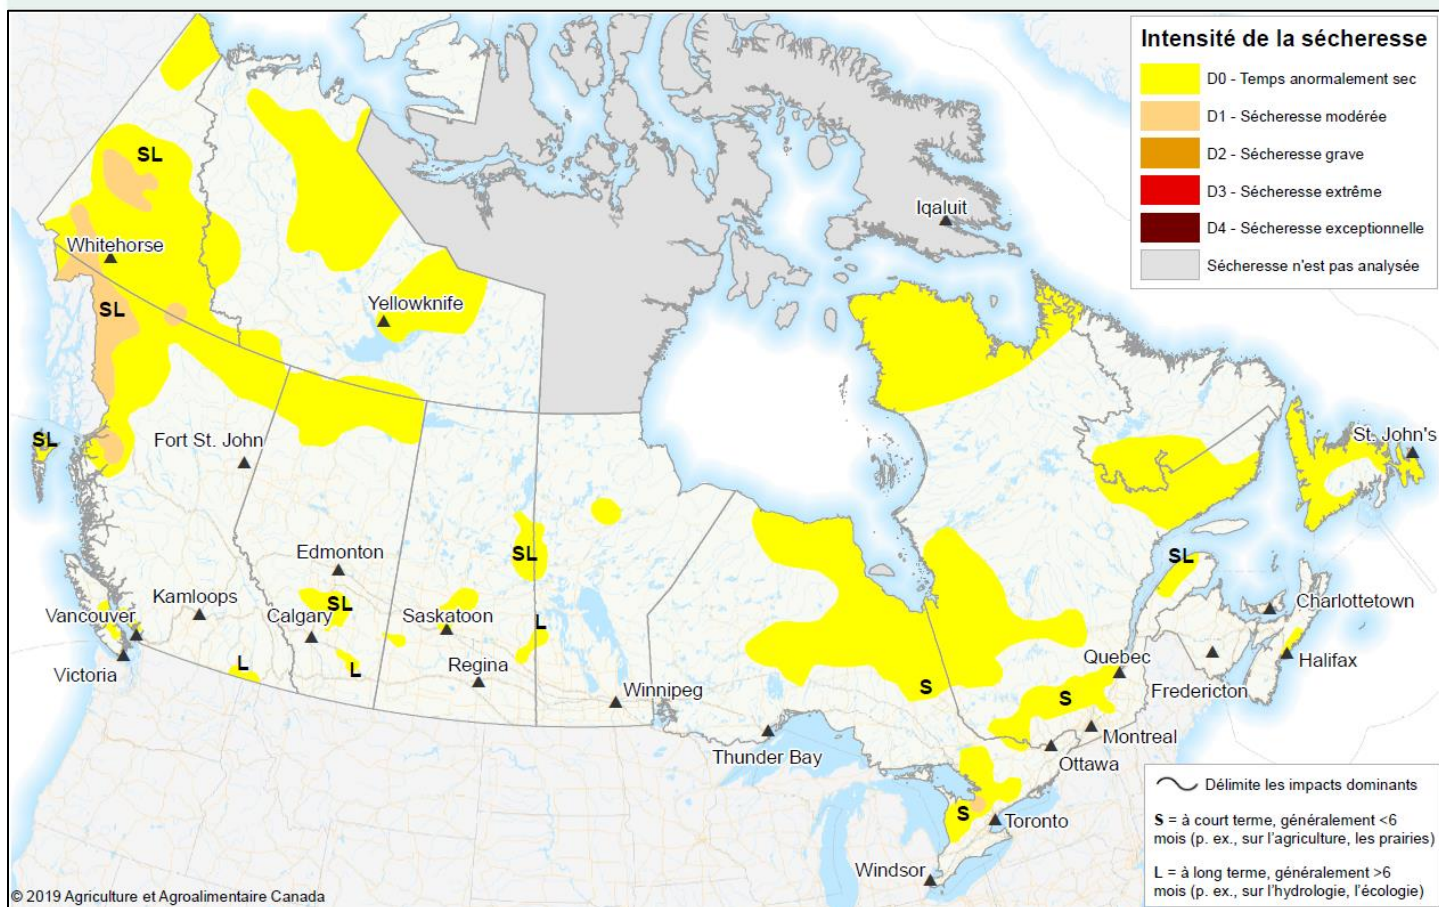 Intensité de la sécheresse
D0 - Temps anormalement sec
D1 - Sécheresse modérée
D2 - Sécheresse grave
D3 - Sécheresse extrême
D4 - Sécheresse exceptionnelle
Sécheresse n'est pas analysée
SL
Iqaluit
Whitehorse
SL
Yellowknife
SL
Fort St. John
St. John's
Edmonton
SL
SL
Kamloops
Calgary
SL
Saskatoon
L
Vancouver
Charlottetown
Victoria
L
L
Regina
Quebec
Halifax
Winnipeg
S
S
Fredericton
Montreal
Thunder Bay
Ottawa
S
Toronto
Windsor
Délimite les impacts dominants
S = à court terme, généralement <6
mois (p. ex., sur l'agriculture, les prairies)
L = à long terme, généralement >6
mois (p. ex., sur l'hydrologie, l'écologie)
© 2019 Agriculture et Agroalimentaire Canada